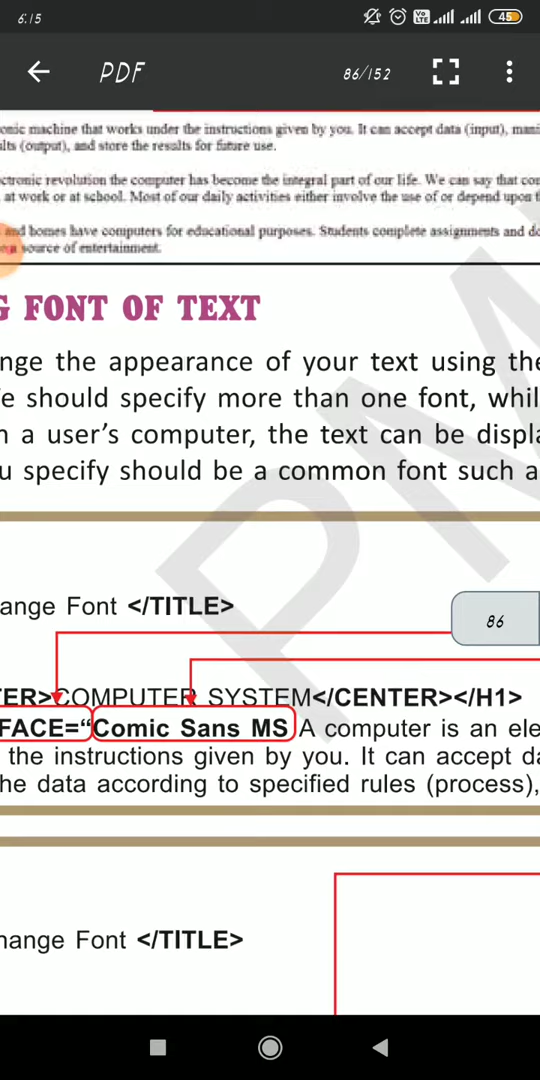 6:15
Vo LTE
45
PDF
86/152
onic machine that works under the instructions given by you. It can accept data (input),
ults (output), and store the results for future use.
ctronic revolution the computer has become the integral part of our life. We can say that
at work or at school. Most of our daily activities either involve the use of or depend upon
and homes have computers for educational purposes. Students complete assignments and
source of entertainment.
G FONT OF TEXT
nge the appearance of your text using the
e should specify more than one font, whil
a user's computer, the text can be displa
u specify should be a common font such a
ange Font </TITLE>
86
TER>COMPUTER SYSTEM</CENTER></H1>
FACE="Comic Sans MS A computer is an ele
the instructions given by you. It can accept da
he data according to specified rules (process),
hange Font </TITLE>
PM